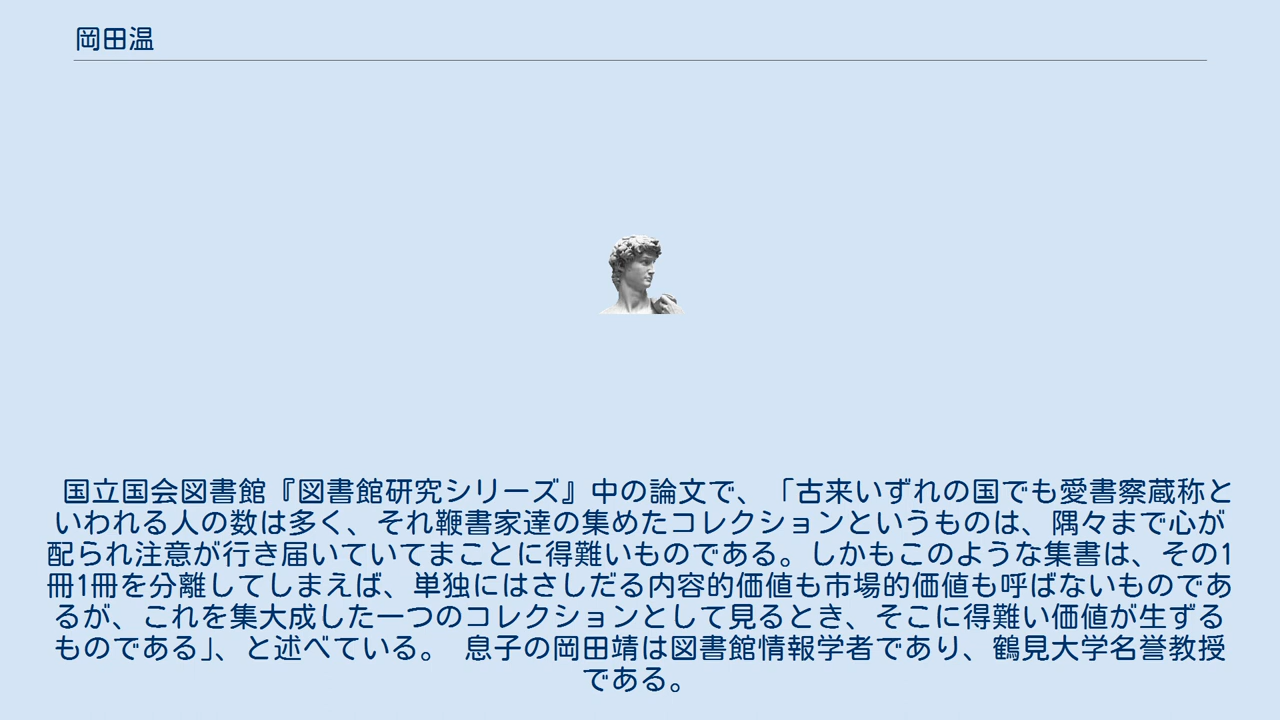 岡田温
国立国会図書館『図書館研究シリーズ』中の論文で、「古来いずれの国でも愛書察蔵称と
いわれる人の数は多く、それ鞭書家達の集めたコレクションというものは、隅々まで心が
配られ注意が行き届いていてまことに得難いものである。しかもこのような集書は、その1
冊1冊を分離してしまえば、単独にはさしだる内容的価値も市場的価値も呼ばないものであ
るが、これを集大成した一つのコレクションとして見るとき、そこに得難い価値が生ずる
ものである」、と述べている。 息子の岡田靖は図書館情報学者であり、鶴見大学名誉教授
である。